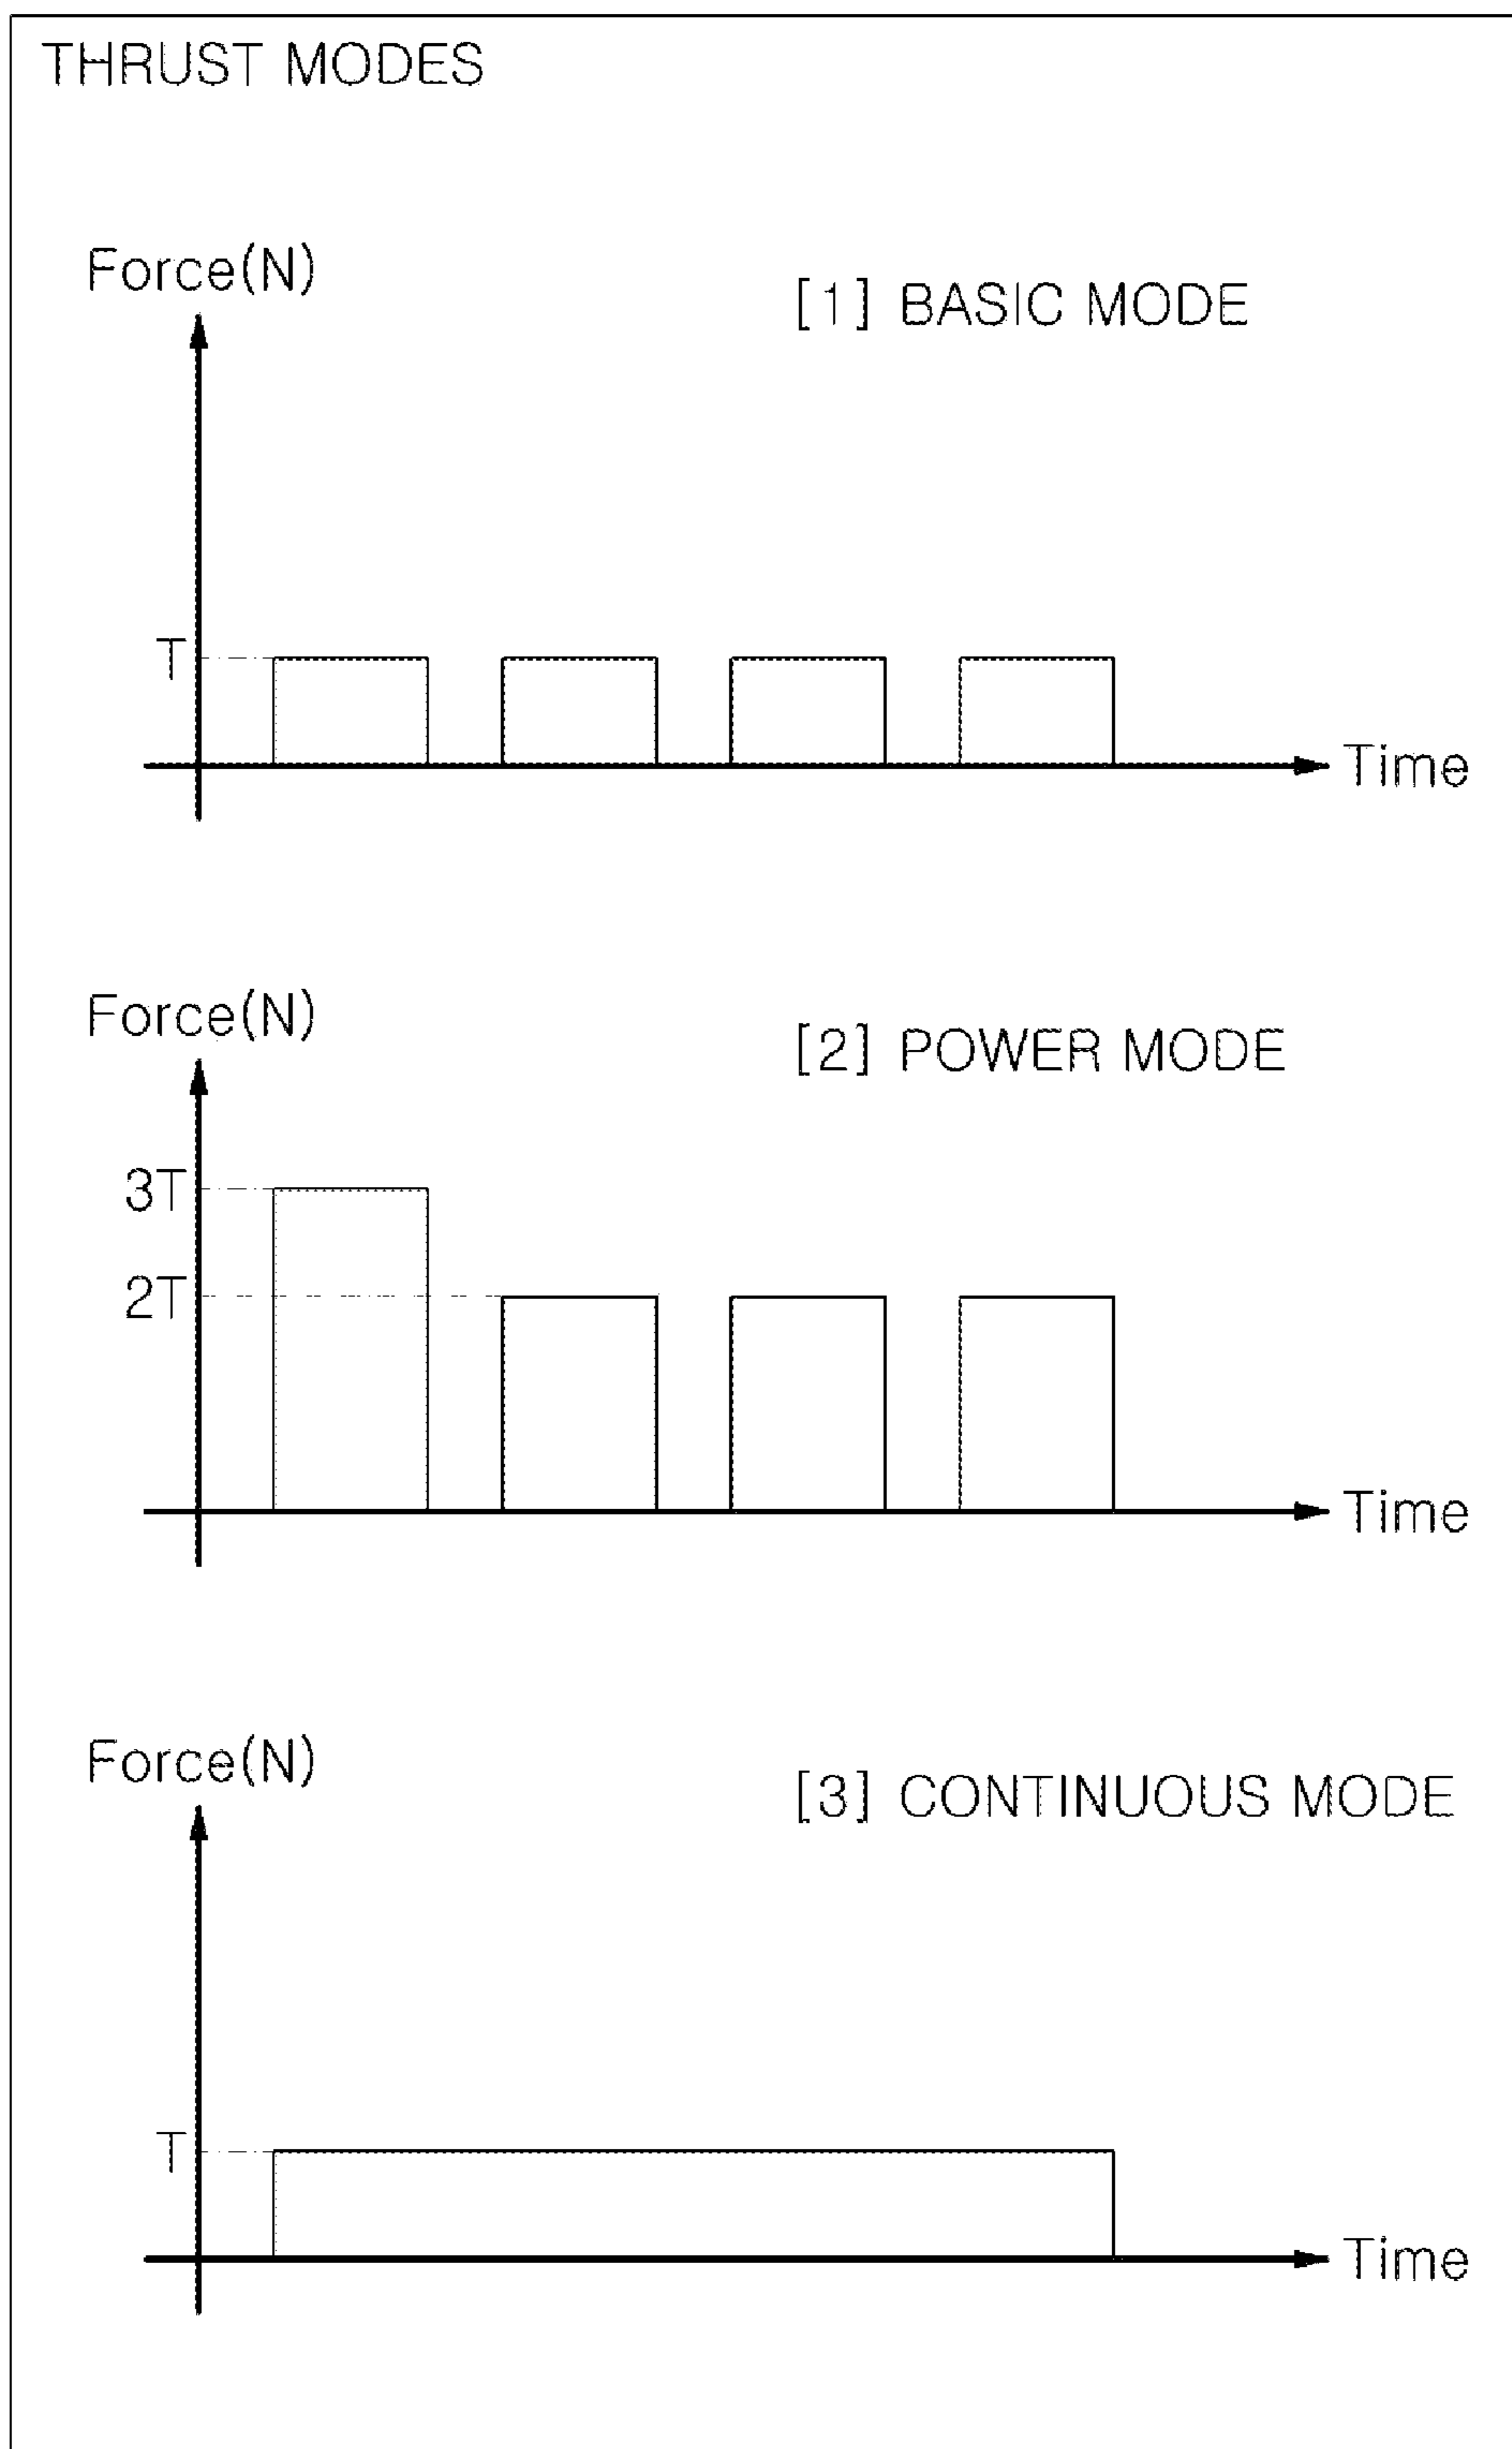 THRUST MODES
Force(N)
[1] BASIC MODE
T
Time
Force(N)
[2] POWER MODE
3T
2T
Time
Force(N)
[3] CONTINUOUS MODE
T
Time